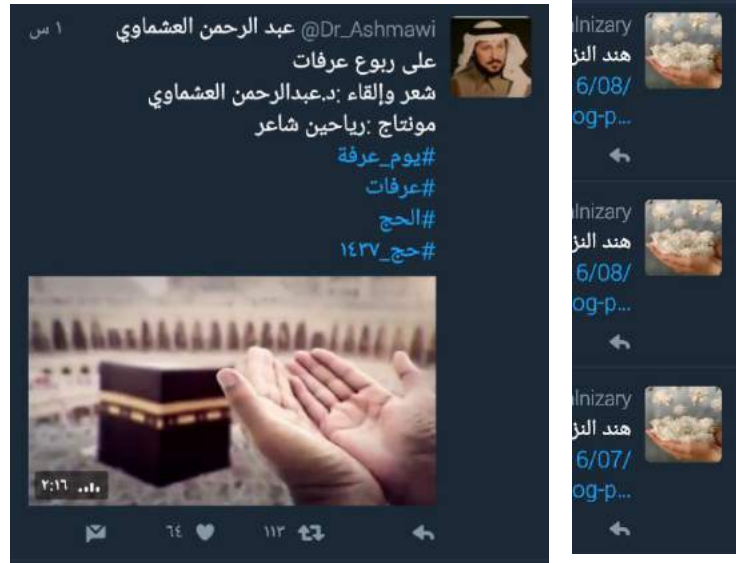 عبد الرحمن العشماوي @Dr_Ashmawi ١ س
على ربوع عرفات
شعر وإلقاء :د.عبدالرحمن العشماوي
مونتاج :رياحين شاعر
#يوم_عرفة
#عرفات
#الحج
#حج_١٤٣٧
٢:١٦
١١٣ ٦٤
lnizary
هند النز
6/08/
og-p...
lnizary
هند النز
6/08/
og-p...
lnizary
هند النز
6/07/
og-p...